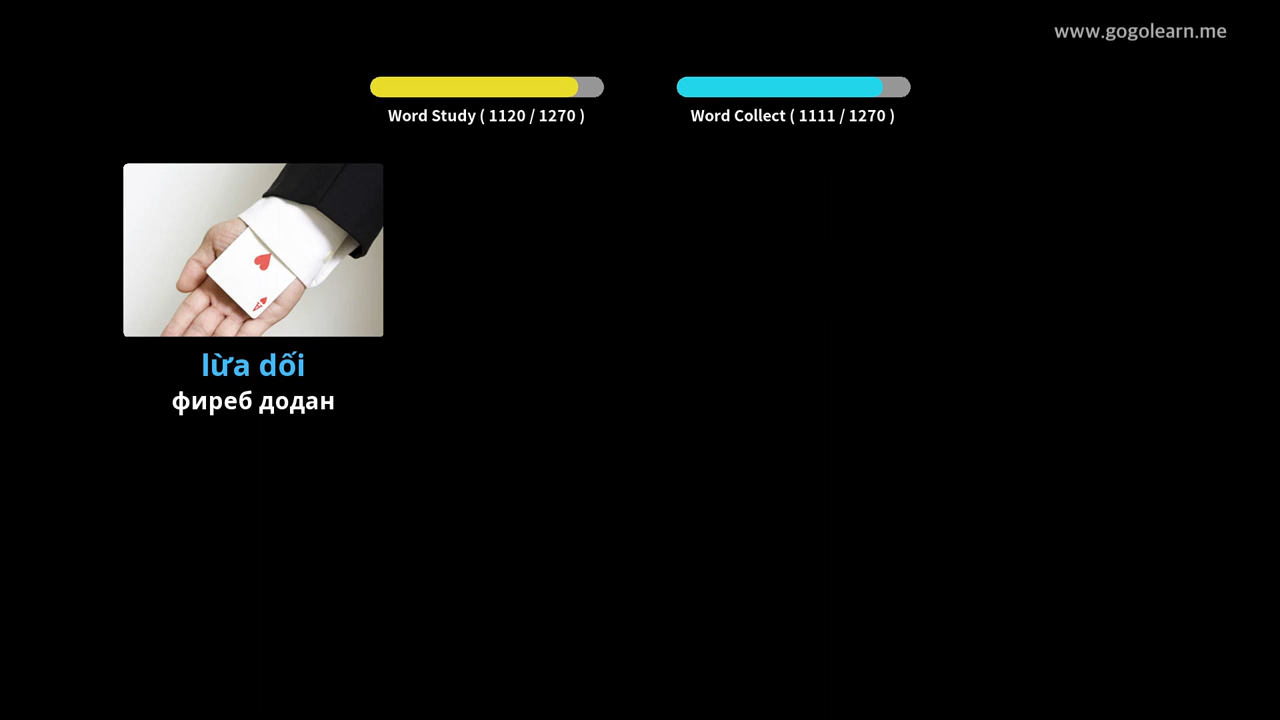 www.gogolearn.me
Word Study ( 1120 / 1270 )
Word Collect ( 1111 / 1270 )
A
lừa dối
фиреб додан